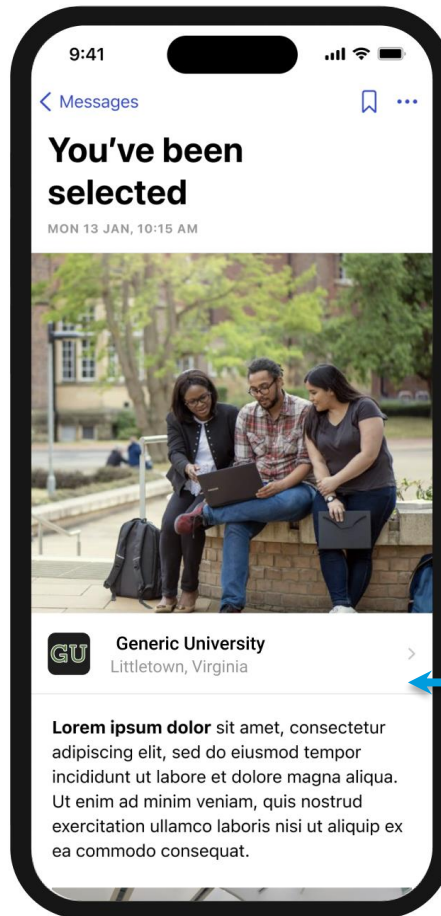 9:41
Messages
You’ve been
selected
MON 13 JAN, 10:15 AM
GU
Generic University
Littletown, Virginia
Lorem ipsum dolor sit amet, consectetur
adipiscing elit, sed do eiusmod tempor
incididunt ut labore et dolore magna aliqua.
Ut enim ad minim veniam, quis nostrud
exercitation ullamco laboris nisi ut aliquip ex
ea commodo consequat.